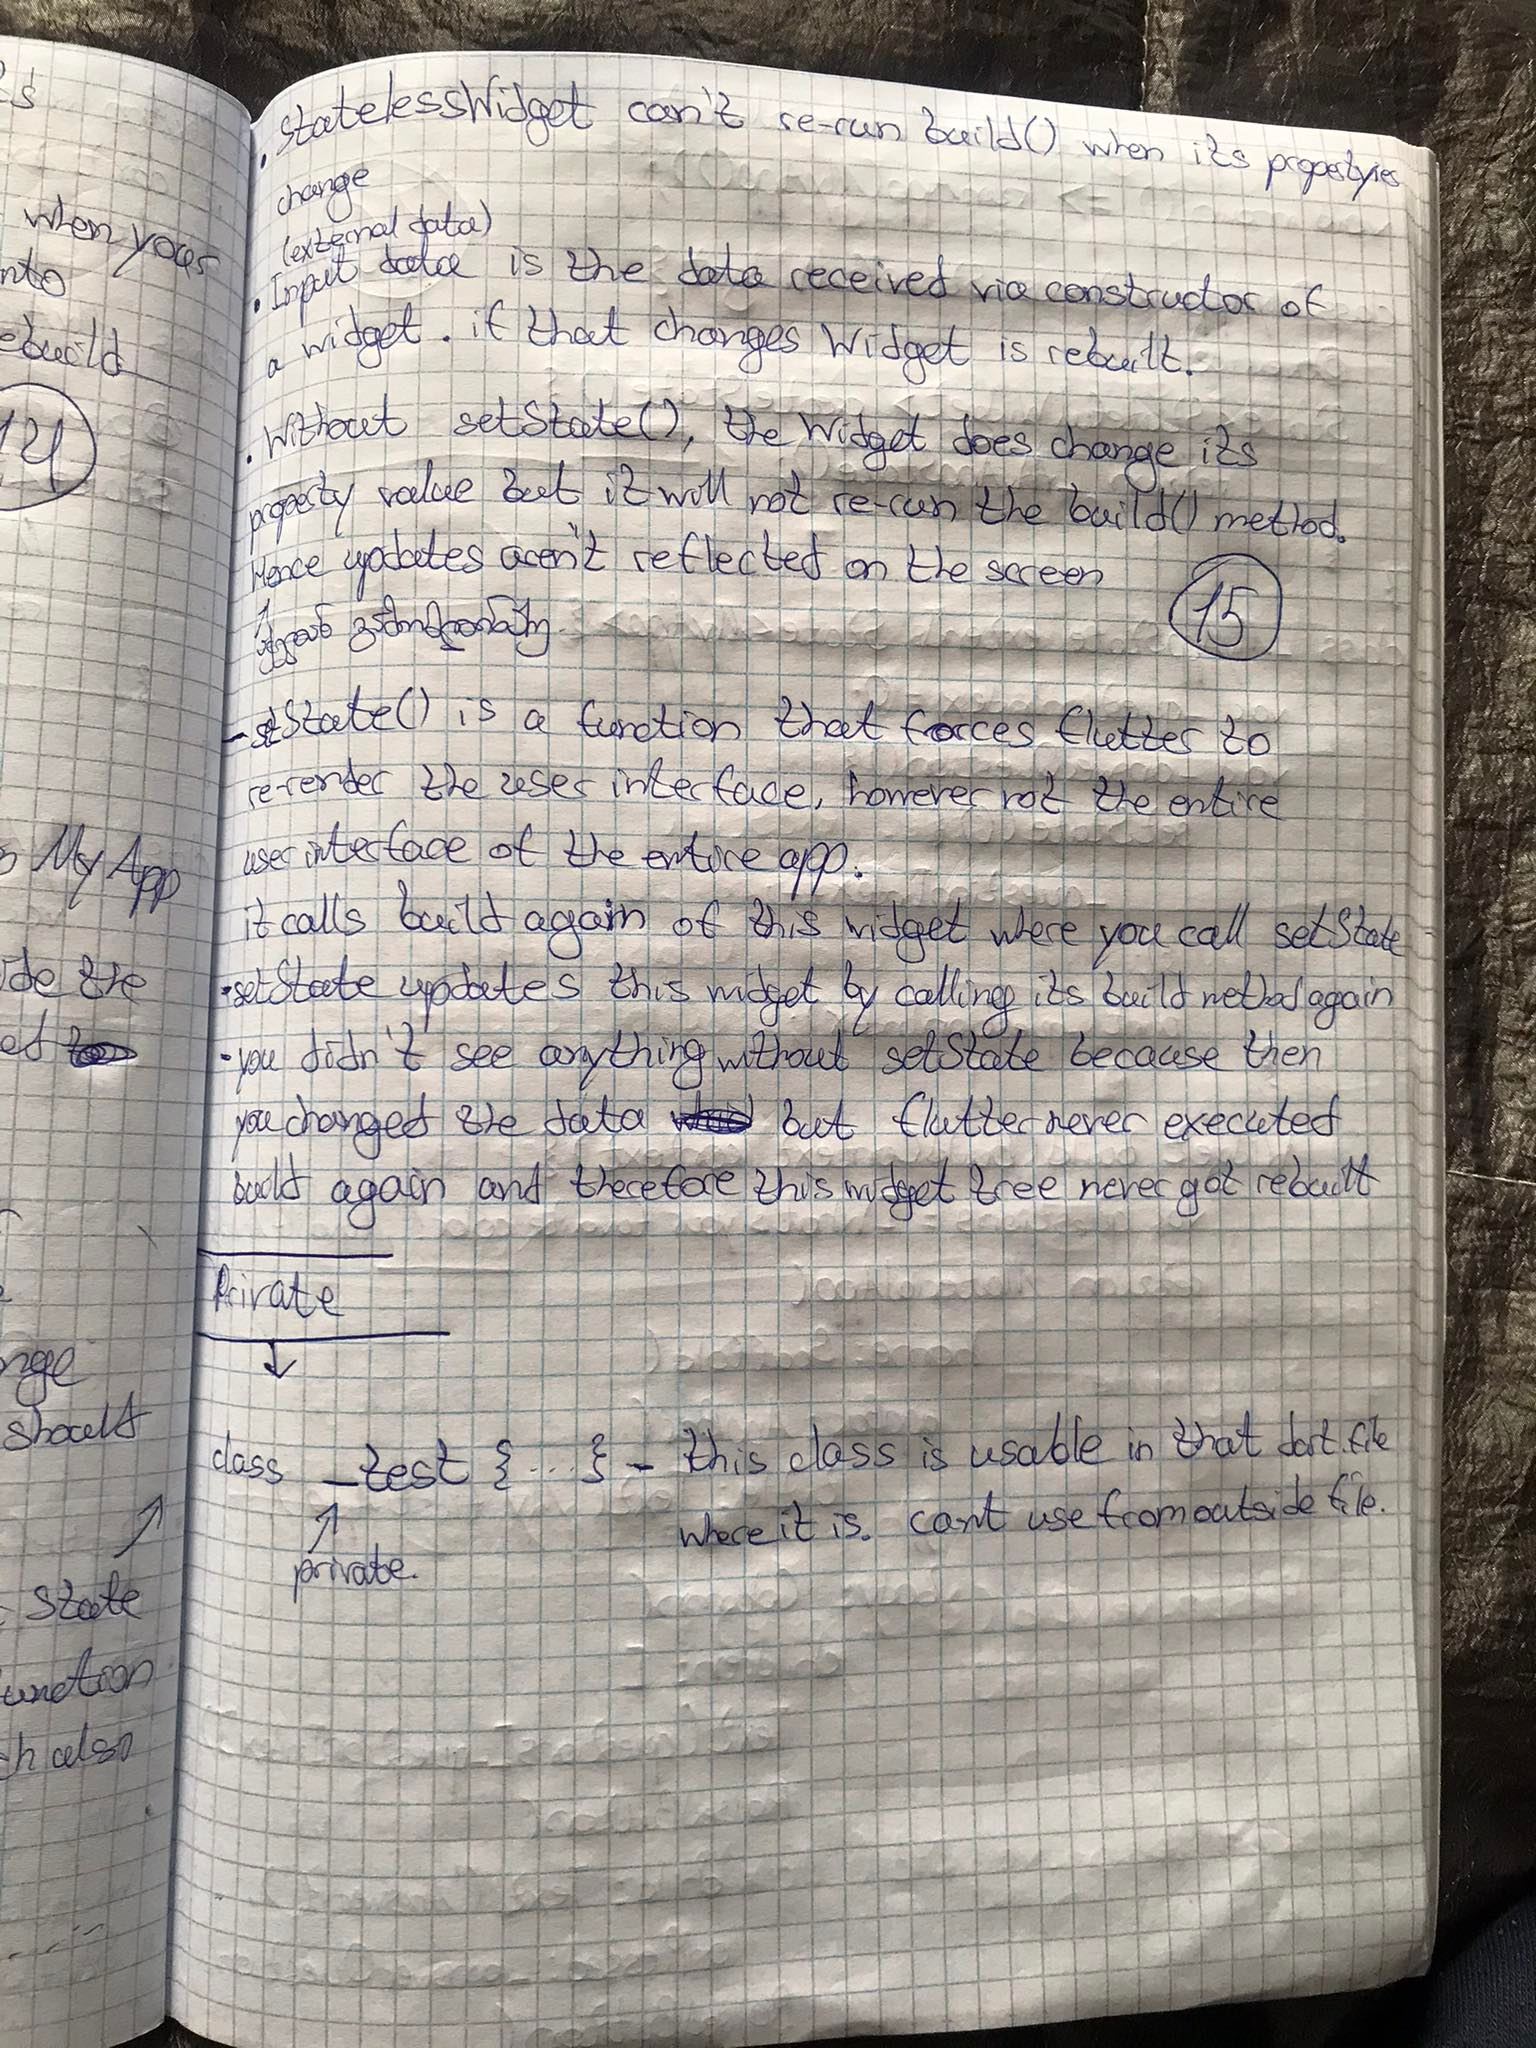 's
when your
nto
ebuild
14
My App
ide the
ed
nge
should
state
unction
ch also
. StatelessWidget can't re-run build() when its propertyies
change
(external data)
• Input data is the data received via constructor of
a widget. if that changes Widget is rebuilt.
. Without setState(), the Widget does change its
property value but it will not re-run the build() method.
Hence updates aren't reflected on the screen
15
- setState() is a function that forces flutter to
re-render the user interface, however not the entire
user interface of the entire app.
it calls build again of this widget where you call setState
• setState updates this widget by calling its build method again
- you didn't see anything without setState because then
you changed the data but flutter never executed
build again and therefore this widget tree never got rebuilt
Private
↓
class _test {...} - this class is usable in that dart.file
where it is. can't use from outside file.
private.